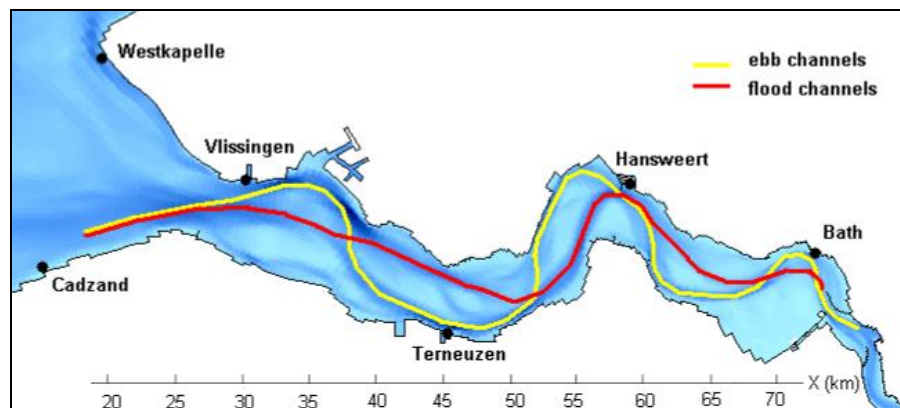 Westkapelle
ebb channels
flood channels
Vlissingen
Hansweert
Bath
Cadzand
Terneuzen
X (km)
20 25 30 35 40 45 50 55 60 65 70